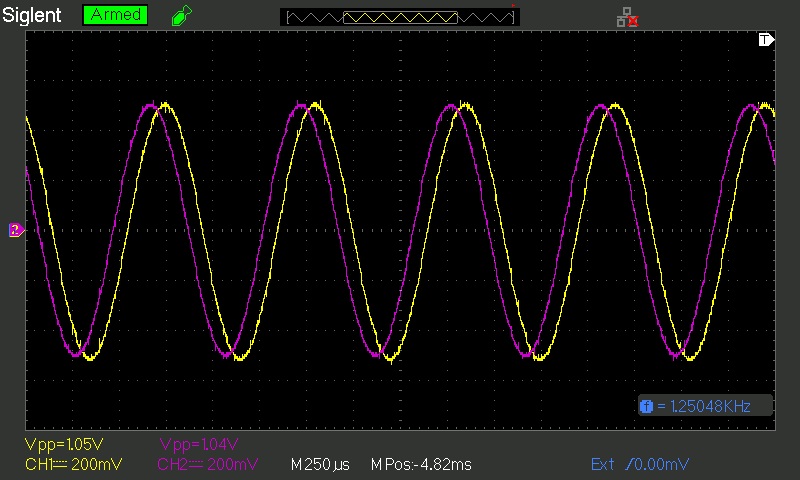 Siglent Armed
T
2
f = 1.25048KHz
Vpp=1.05V Vpp=1.04V
CH1 200mV CH2 200mV M250µs M Pos:-4.82ms Ext 0.00mV